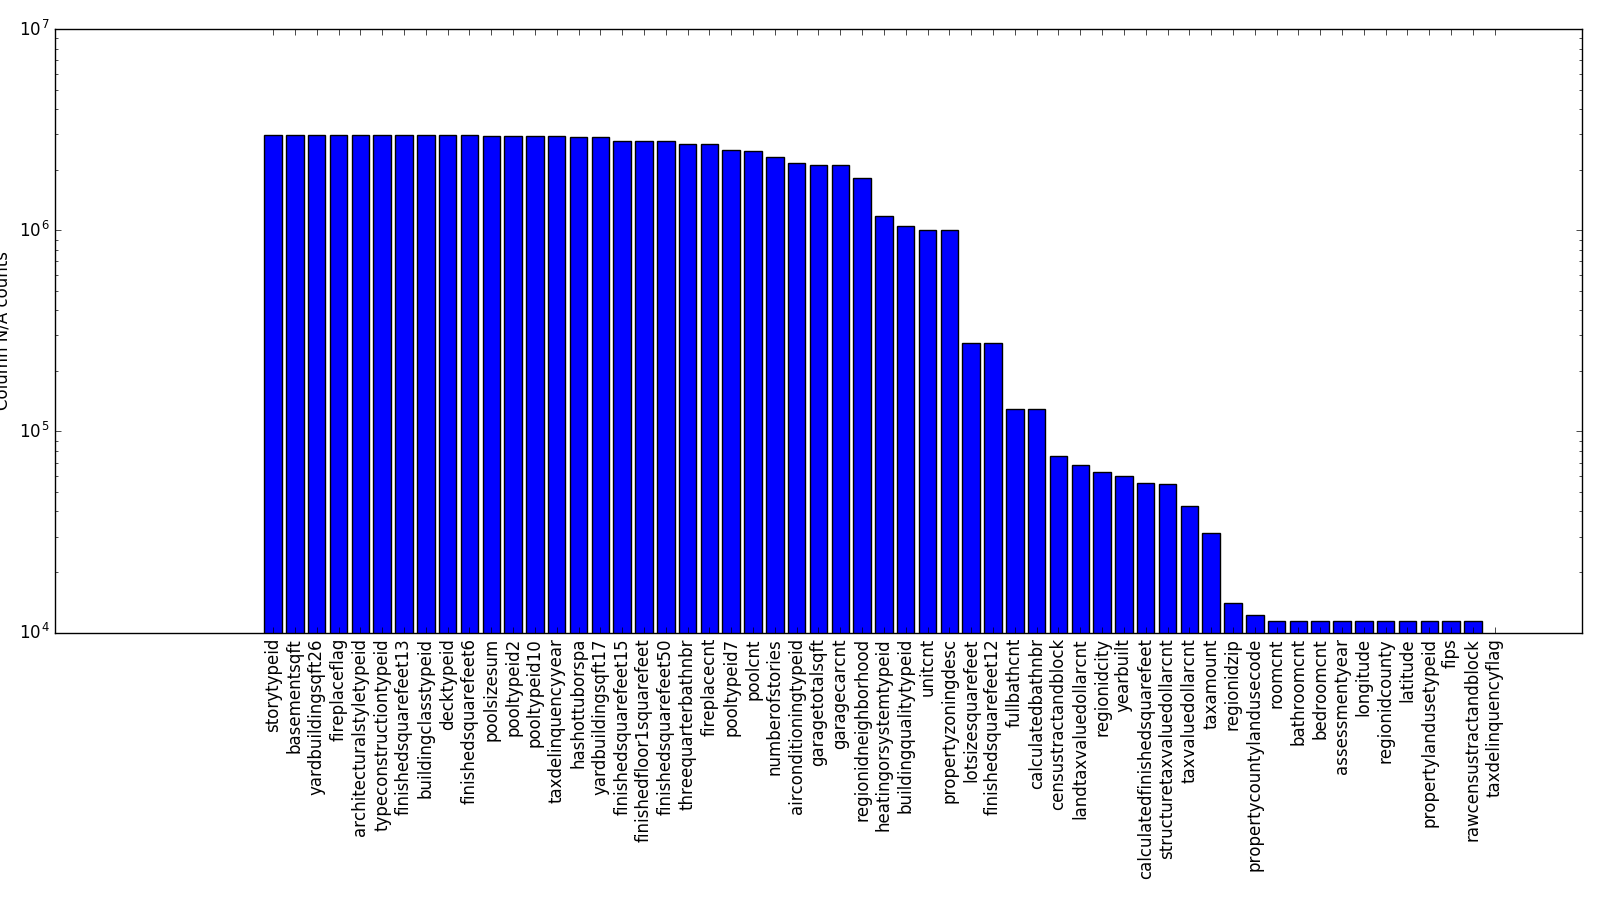 10^7
10^6
10^5
10^4
Column N/A counts
storytypeid
basementsqft
yardbuildingsqft26
fireplaceflag
architecturalstyletypeid
typeconstructiontypeid
finishedsquarefeet13
buildingclasstypeid
decktypeid
finishedsquarefeet6
poolsizesum
pooltypeid2
pooltypeid10
taxdelinquencyyear
hashottuborspa
yardbuildingsqft17
finishedsquarefeet15
finishedfloor1squarefeet
finishedsquarefeet50
threequarterbathnbr
fireplacecnt
pooltypeid7
poolcnt
numberofstories
airconditioningtypeid
garagetotalsqft
garagecarcnt
regionidneighborhood
heatingorsystemtypeid
buildingqualitytypeid
unitcnt
propertyzoningdesc
lotsizesquarefeet
finishedsquarefeet12
fullbathcnt
calculatedbathnbr
censustractandblock
landtaxvaluedollarcnt
regionidcity
yearbuilt
calculatedfinishedsquarefeet
structuretaxvaluedollarcnt
taxvaluedollarcnt
taxamount
regionidzip
propertycountylandusecode
roomcnt
bathroomcnt
bedroomcnt
assessmentyear
longitude
regionidcounty
latitude
propertylandusetypeid
fips
rawcensustractandblock
taxdelinquencyflag